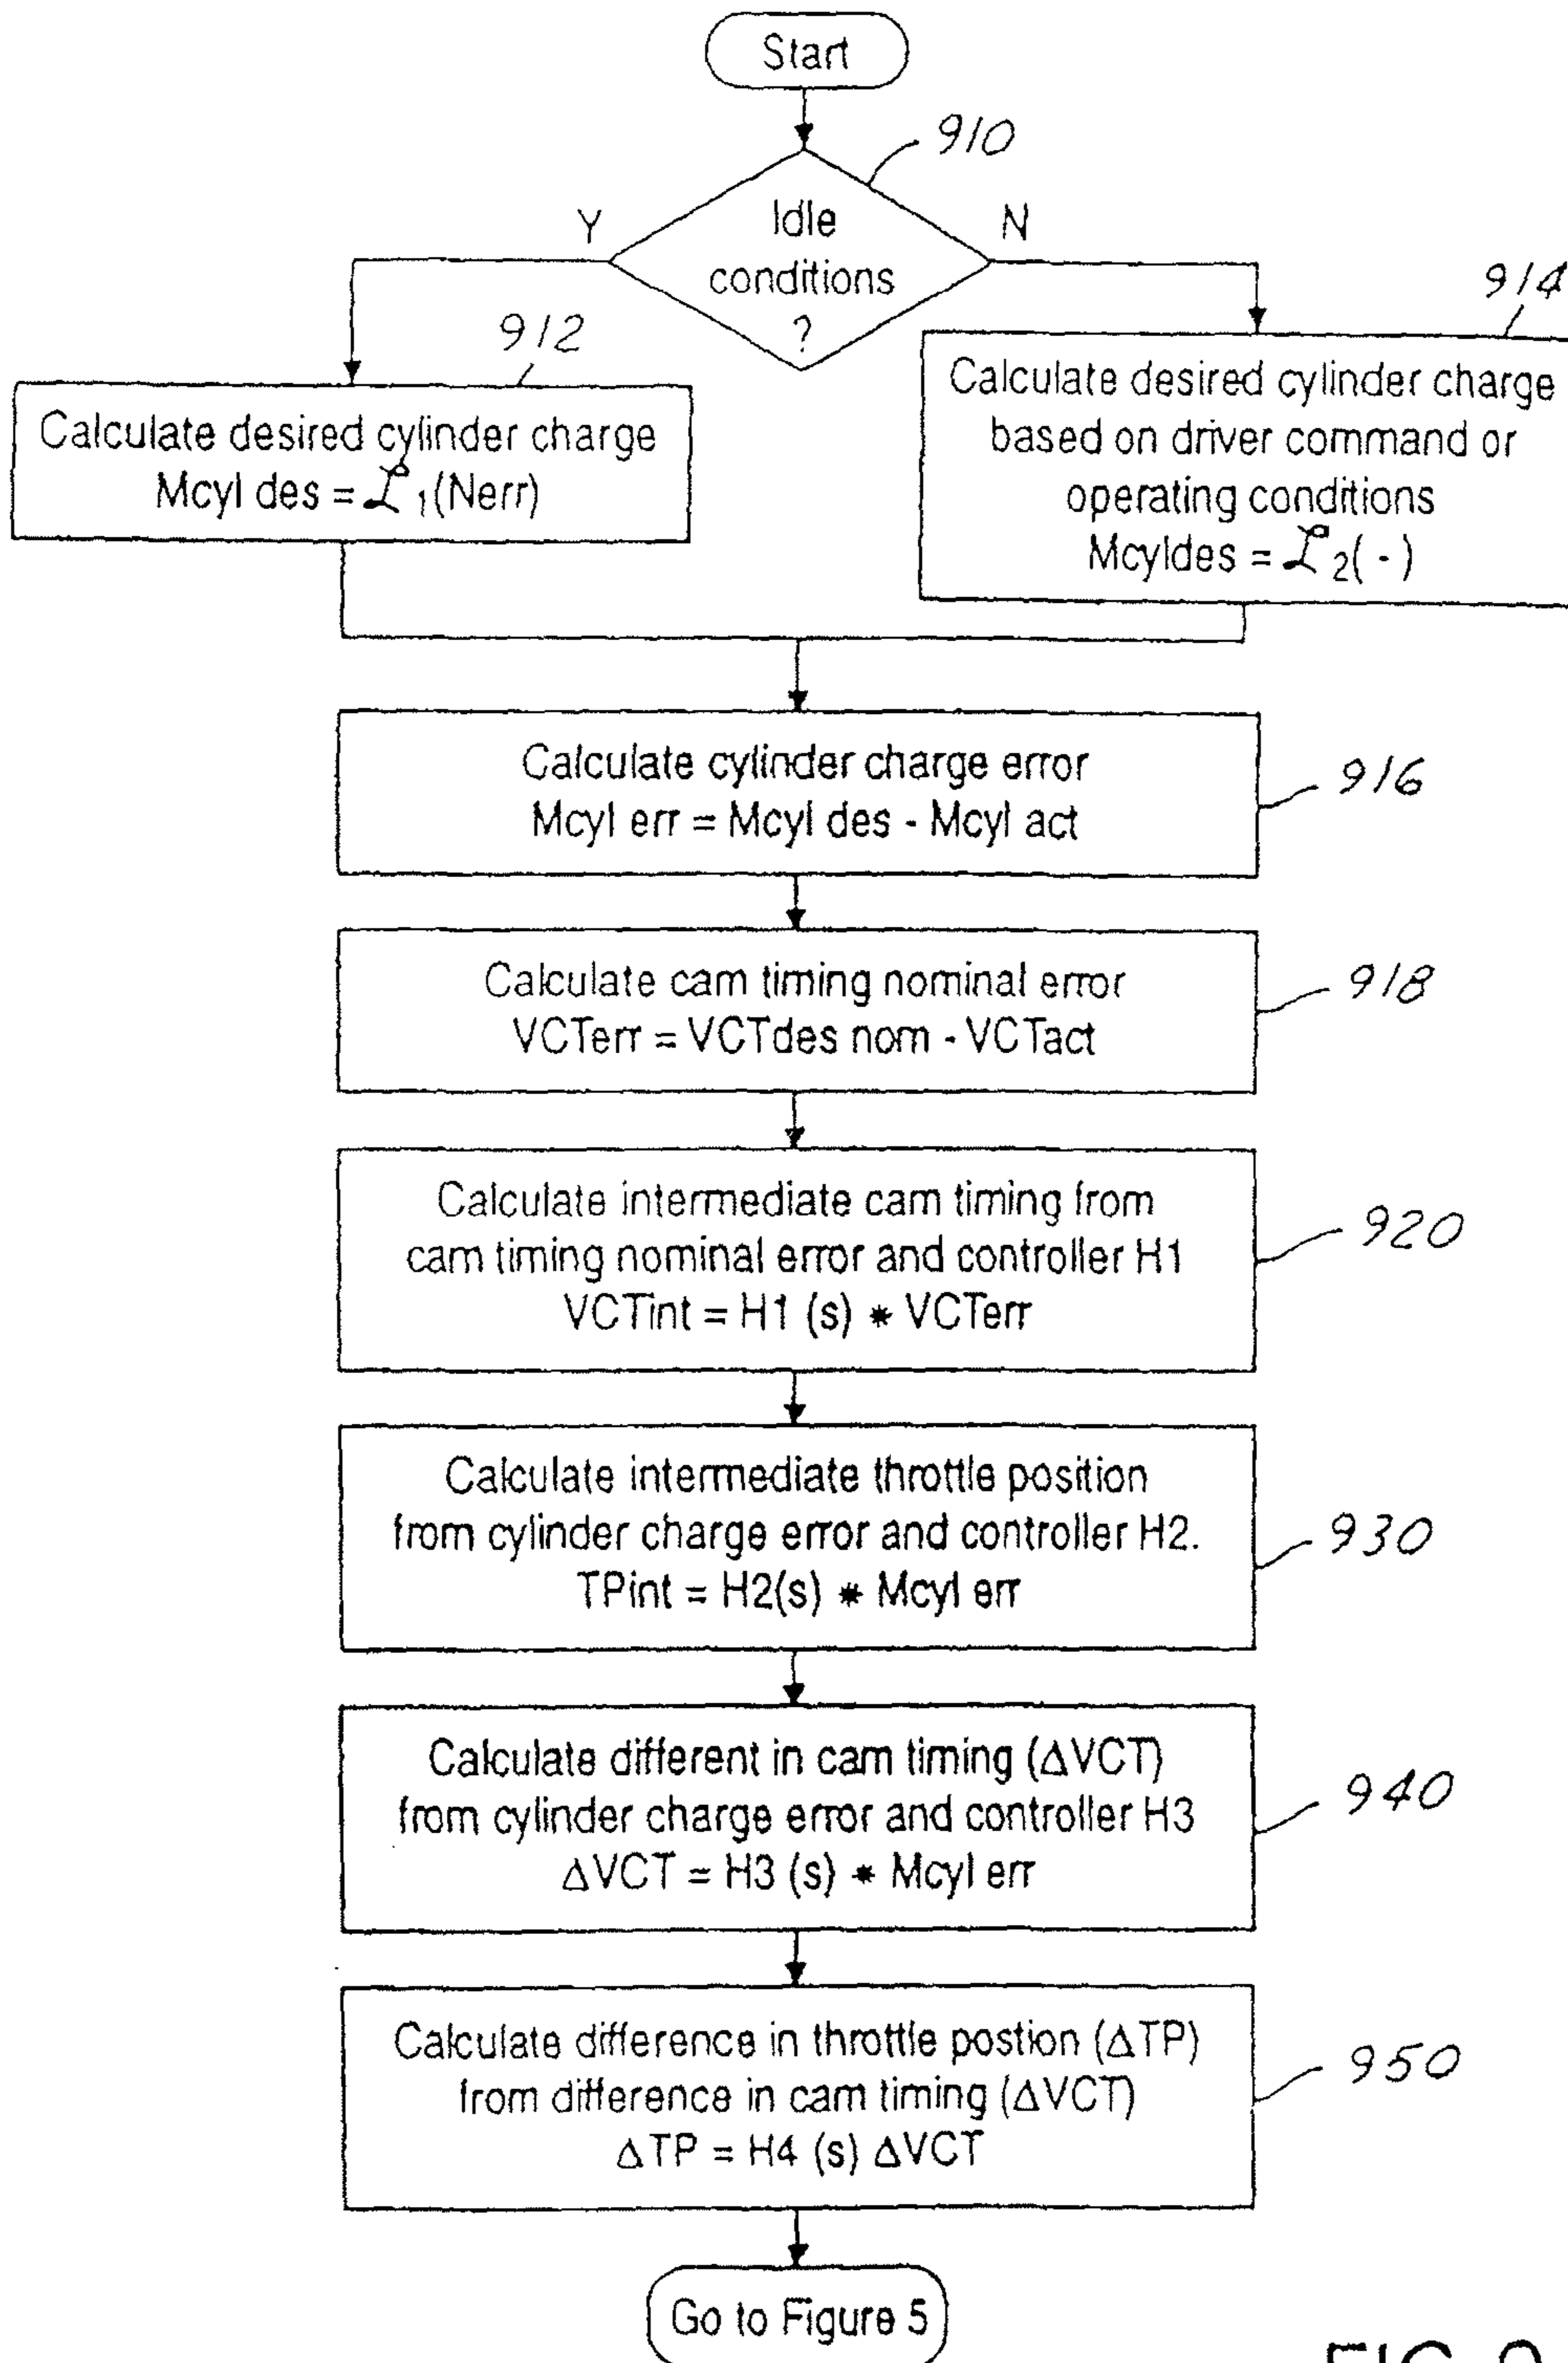 Start
910
Idle
conditions
?
Y
N
912
Calculate desired cylinder charge
Mcyl des = ℒ1(Nerr)
914
Calculate desired cylinder charge
based on driver command or
operating conditions
Mcyldes = ℒ2( - )
Calculate cylinder charge error
Mcyl err = Mcyl des - Mcyl act
916
Calculate cam timing nominal error
VCTerr = VCTdes nom - VCTact
918
Calculate intermediate cam timing from
cam timing nominal error and controller H1
VCTint = H1 (s) * VCTerr
920
Calculate intermediate throttle position
from cylinder charge error and controller H2.
TPint = H2(s) * Mcyl err
930
Calculate different in cam timing (ΔVCT)
from cylinder charge error and controller H3
ΔVCT = H3 (s) * Mcyl err
940
Calculate difference in throttle postion (ΔTP)
from difference in cam timing (ΔVCT)
ΔTP = H4 (s) ΔVCT
950
Go to Figure 5